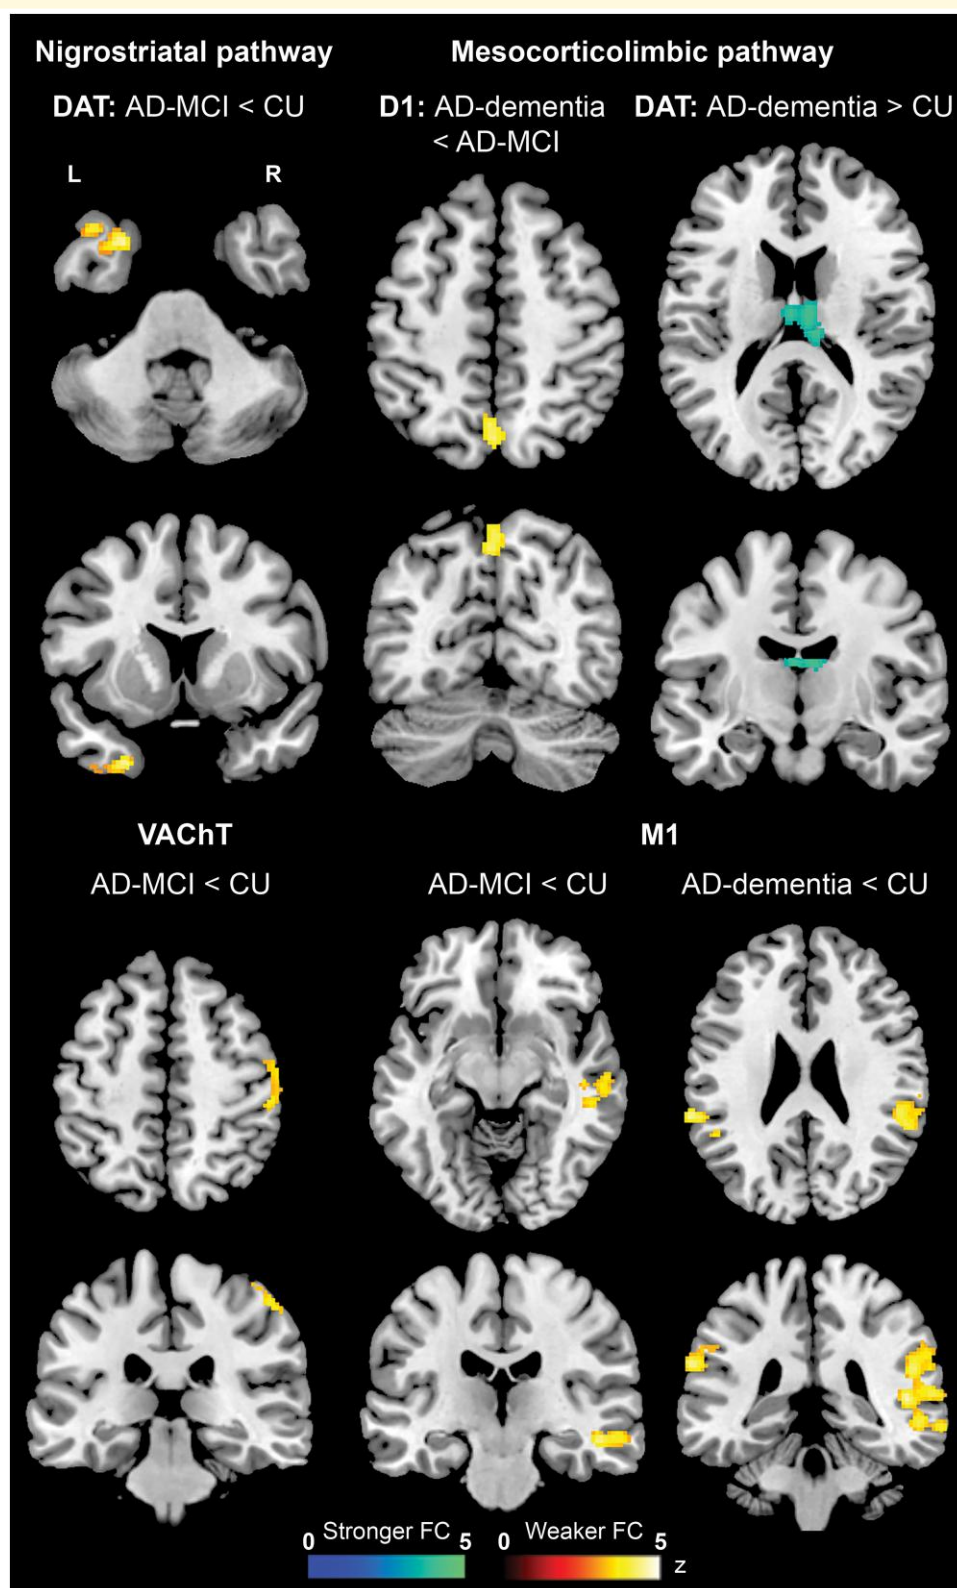 Nigrostriatal pathway
Mesocorticolimbic pathway
DAT: AD-MCI < CU
D1: AD-dementia
< AD-MCI
DAT: AD-dementia > CU
L
R
VAChT
M1
AD-MCI < CU
AD-MCI < CU
AD-dementia < CU
0 Stronger FC 5
0 Weaker FC 5
z